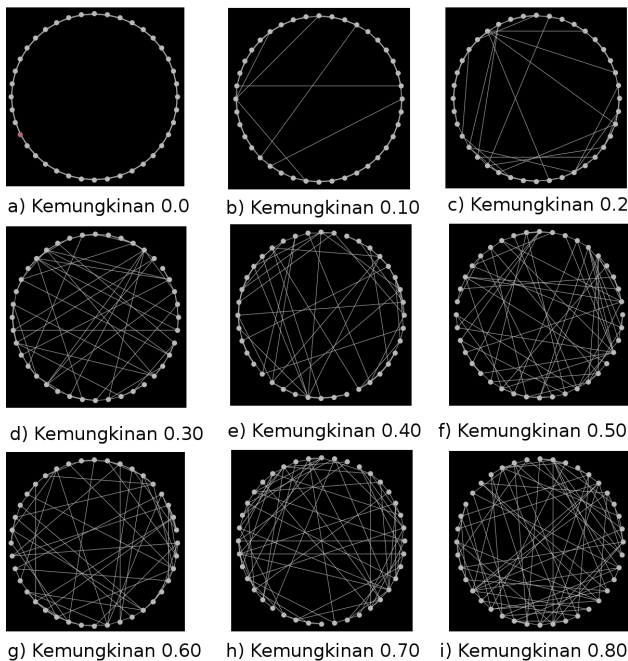 a) Kemungkinan 0.0
b) Kemungkinan 0.10
c) Kemungkinan 0.2
d) Kemungkinan 0.30
e) Kemungkinan 0.40
f) Kemungkinan 0.50
g) Kemungkinan 0.60
h) Kemungkinan 0.70
i) Kemungkinan 0.80